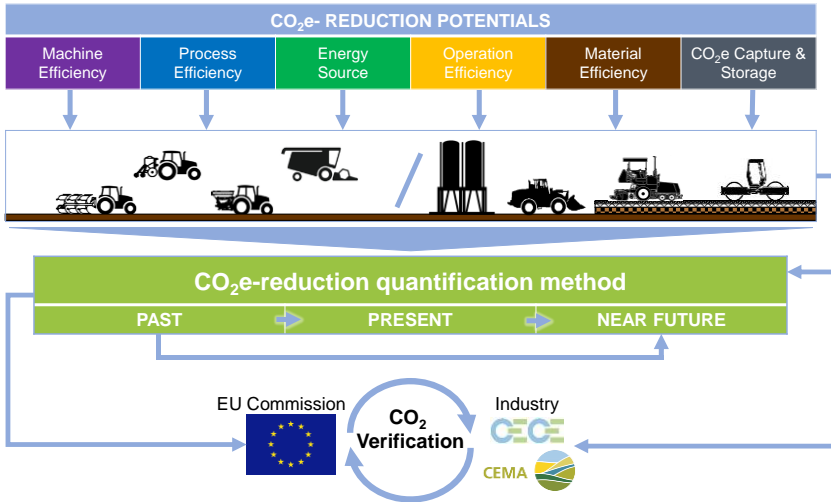 CO₂e- REDUCTION POTENTIALS
Machine
Efficiency
Process
Efficiency
Energy
Source
Operation
Efficiency
Material
Efficiency
CO₂e Capture &
Storage
CO₂e-reduction quantification method
PAST
PRESENT
NEAR FUTURE
EU Commission
CO₂
Verification
Industry
CECE
CEMA